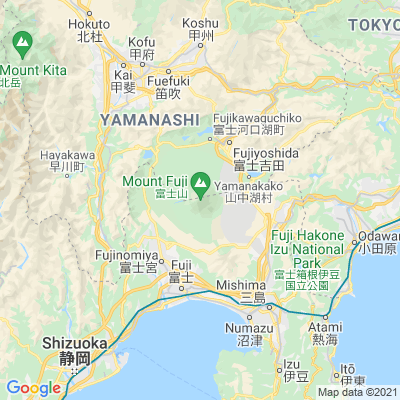 Hokuto
北杜
Koshu
甲州
TOKYO
Kofu
甲府
Mount Kita
北岳
Kai
甲斐
Fuefuki
笛吹
YAMANASHI
Fujikawaguchiko
富士河口湖町
Hayakawa
早川町
Fujiyoshida
富士吉田
Mount Fuji
富士山
Yamanakako
山中湖村
Fuji Hakone
Izu National
Park
富士箱根伊豆
国立公園
Odawara
小田原
Fujinomiya
富士宮
Fuji
富士
Mishima
三島
Numazu
沼津
Atami
熱海
Shizuoka
静岡
Izu
伊豆
Itō
伊東
Google
Map data ©2021